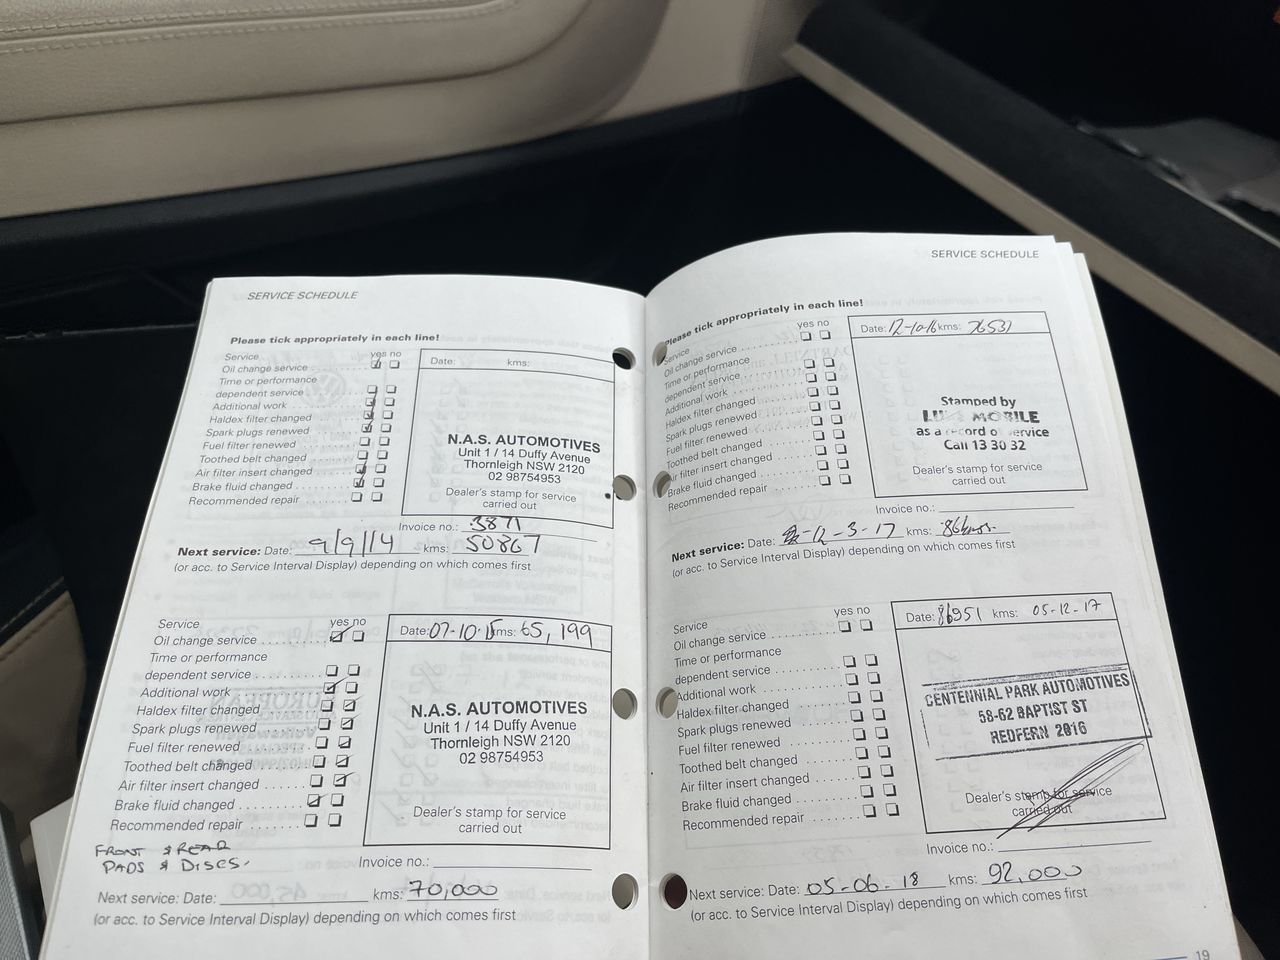 SERVICE SCHEDULE
Please tick appropriately in each line!
Service yes no
Oil change service
Time or performance
dependent service
Additional work
Haldex filter changed
Spark plugs renewed
Fuel filter renewed
Toothed belt changed
Air filter insert changed
Brake fluid changed
Recommended repair
Date: kms:
N.A.S. AUTOMOTIVES
Unit 1 / 14 Duffy Avenue
Thornleigh NSW 2120
02 98754953
Dealer's stamp for service
carried out
Invoice no.: 3871
Next service: Date: 9/9/14 kms: 50867
(or acc. to Service Interval Display) depending on which comes first
Service yes no
Oil change service
Time or performance
dependent service
Additional work
Haldex filter changed
Spark plugs renewed
Fuel filter renewed
Toothed belt changed
Air filter insert changed
Brake fluid changed
Recommended repair
FRONT & REAR
PADS & DISCS.
Date: 07-10-15 kms: 65,199
N.A.S. AUTOMOTIVES
Unit 1 / 14 Duffy Avenue
Thornleigh NSW 2120
02 98754953
Dealer's stamp for service
carried out
Invoice no.:
Next service: Date: kms: 70,000
(or acc. to Service Interval Display) depending on which comes first
SERVICE SCHEDULE
Please tick appropriately in each line!
Service yes no
Oil change service
Time or performance
dependent service
Additional work
Haldex filter changed
Spark plugs renewed
Fuel filter renewed
Toothed belt changed
Air filter insert changed
Brake fluid changed
Recommended repair
Date: 12-10-16 kms: 76531
Stamped by
MOBILE
as a record of service
Call 13 30 32
Dealer's stamp for service
carried out
Invoice no.:
Next service: Date: 12-3-17 kms:
(or acc. to Service Interval Display) depending on which comes first
Service yes no
Oil change service
Time or performance
dependent service
Additional work
Haldex filter changed
Spark plugs renewed
Fuel filter renewed
Toothed belt changed
Air filter insert changed
Brake fluid changed
Recommended repair
Date: 86951 kms: 05-12-17
CENTENNIAL PARK AUTOMOTIVES
58-62 BAPTIST ST
REDFERN 2016
Dealer's stamp for service
carried out
Invoice no.:
Next service: Date: 05-06-18 kms: 92,000
(or acc. to Service Interval Display) depending on which comes first
19